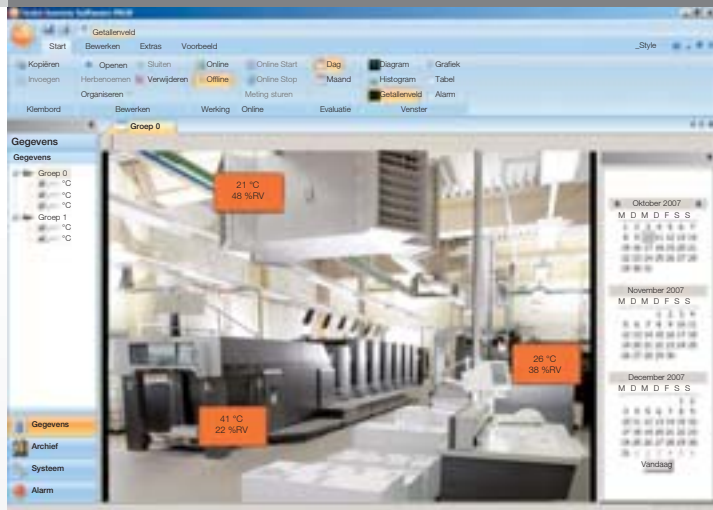 Getallenveld
Start Bewerken Extras Voorbeeld _Style
Kopiëren Openen Sluiten Online Online Start Dag Diagram Grafiek
Invoegen Herbenoemen Verwijderen Offline Online Stop Maand Histogram Tabel
Organiseren Meting sturen Getallenveld Alarm
Klembord Bewerken Werking Online Evaluatie Venster
Groep 0
Gegevens
Gegevens
Groep 0
°C
°C
°C
Groep 1
°C
°C
21 °C
48 %RV
26 °C
38 %RV
41 °C
22 %RV
Oktober 2007
M D M D F S S
November 2007
M D M D F S S
December 2007
M D M D F S S
Vandaag
Gegevens
Archief
Systeem
Alarm